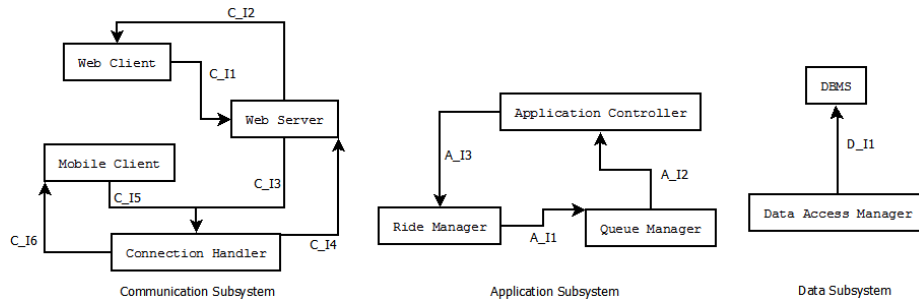 C_I2
Web Client
C_I1
Web Server
Mobile Client
C_I5
C_I3
C_I6
C_I4
Connection Handler
Communication Subsystem
Application Controller
A_I3
A_I2
Ride Manager
A_I1
Queue Manager
Application Subsystem
DBMS
D_I1
Data Access Manager
Data Subsystem